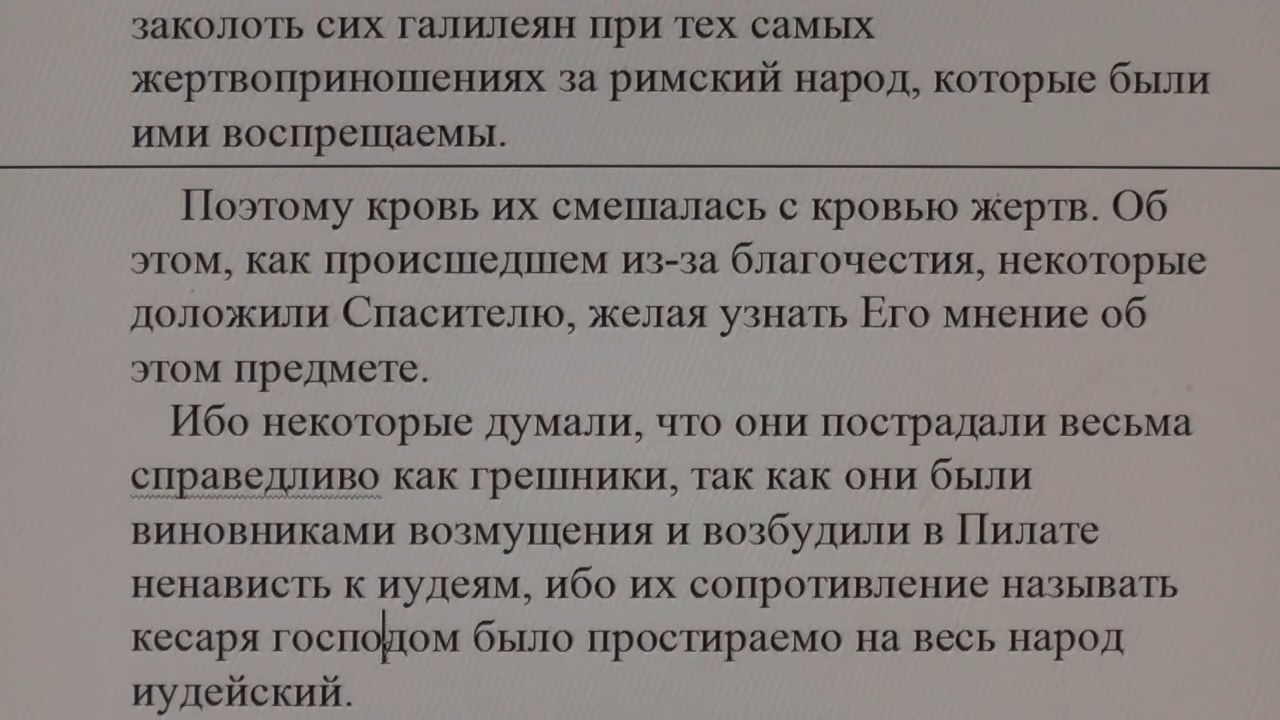 заколоть сих галилеян при тех самых
жертвоприношениях за римский народ, которые были
ими воспрещаемы.
Поэтому кровь их смешалась с кровью жертв. Об
этом, как происшедшем из-за благочестия, некоторые
доложили Спасителю, желая узнать Его мнение об
этом предмете.
Ибо некоторые думали, что они пострадали весьма
справедливо как грешники, так как они были
виновниками возмущения и возбудили в Пилате
ненависть к иудеям, ибо их сопротивление называть
кесаря господом было простираемо на весь народ
иудейский.